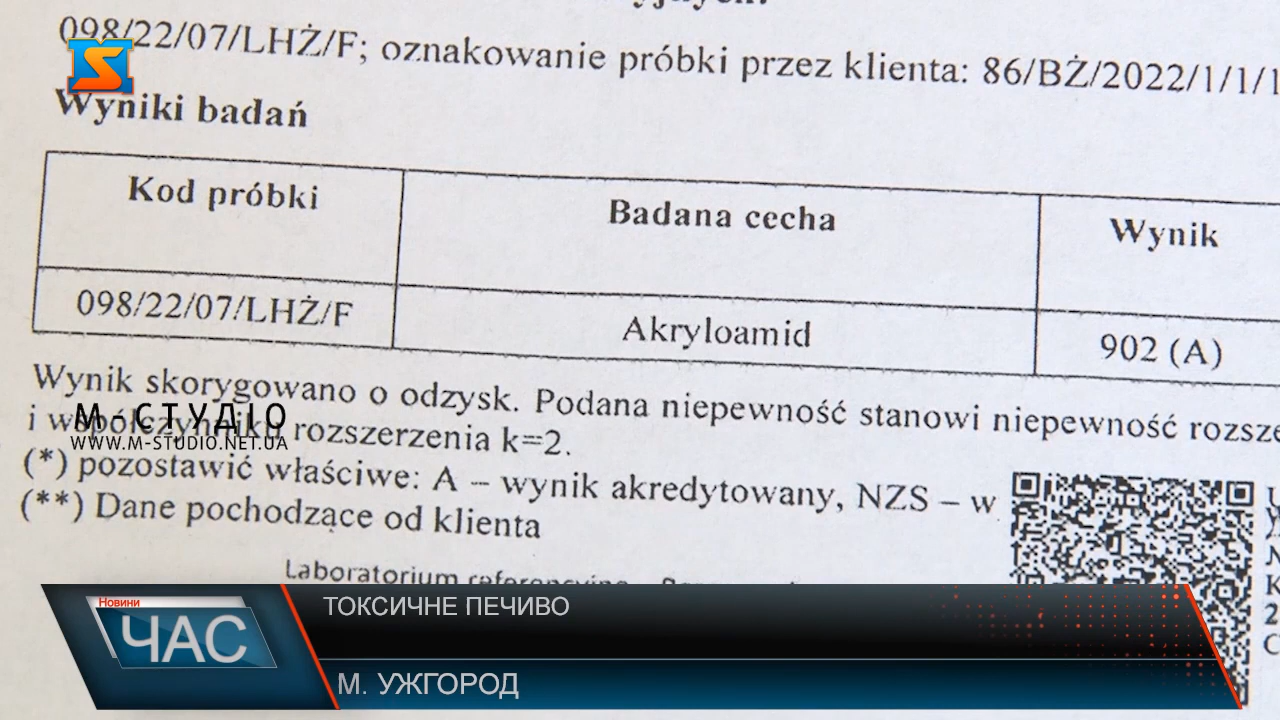 098/22/07/LHŻ/F; oznakowanie próbki przez klienta: 86/BŻ/2022/1/1/1
Wyniki badań
Kod próbki
Badana cecha
Wynik
098/22/07/LHŻ/F
Akryloamid
902 (A)
Wynik skorygowano o odzysk. Podana niepewność stanowi niepewność
i współczynniku rozszerzenia k=2.
М-СТУДІО
WWW.M-STUDIO.NET.UA
(*) pozostawić właściwe: A – wynik akredytowany, NZS – w
(**) Dane pochodzące od klienta
Laboratorium
Новини
ЧАС
ТОКСИЧНЕ ПЕЧИВО
М. УЖГОРОД